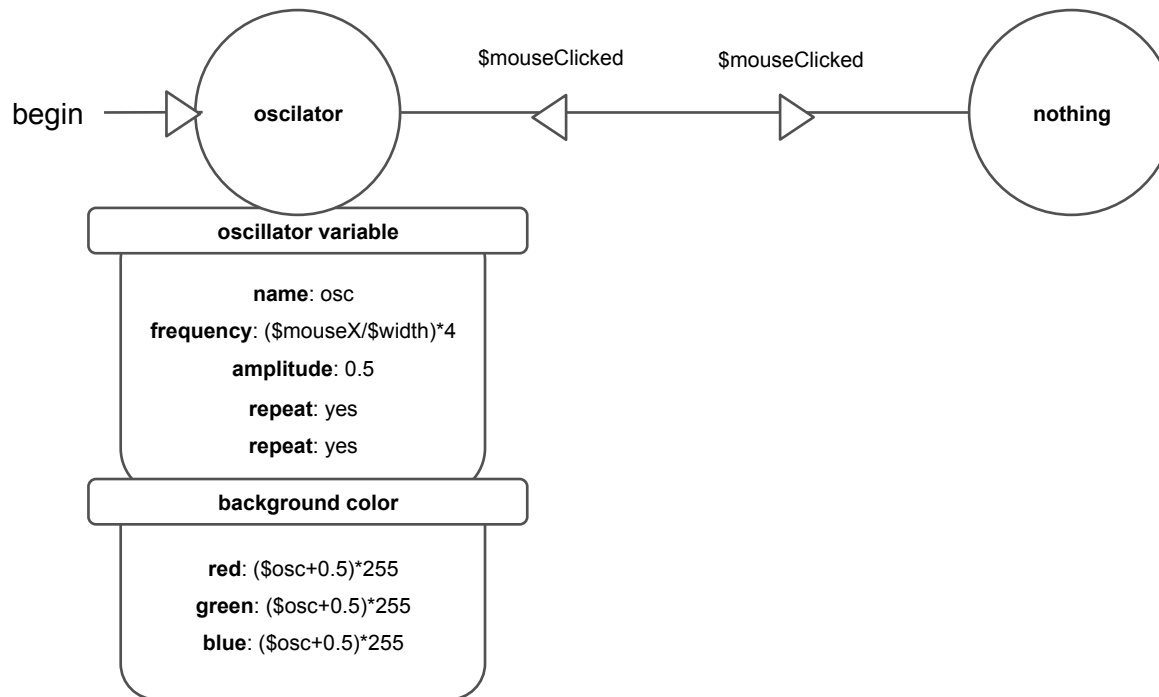 $mouseClicked
$mouseClicked
begin
oscilator
nothing
oscillator variable
name: osc
frequency: ($mouseX/$width)*4
amplitude: 0.5
repeat: yes
repeat: yes
background color
red: ($osc+0.5)*255
green: ($osc+0.5)*255
blue: ($osc+0.5)*255